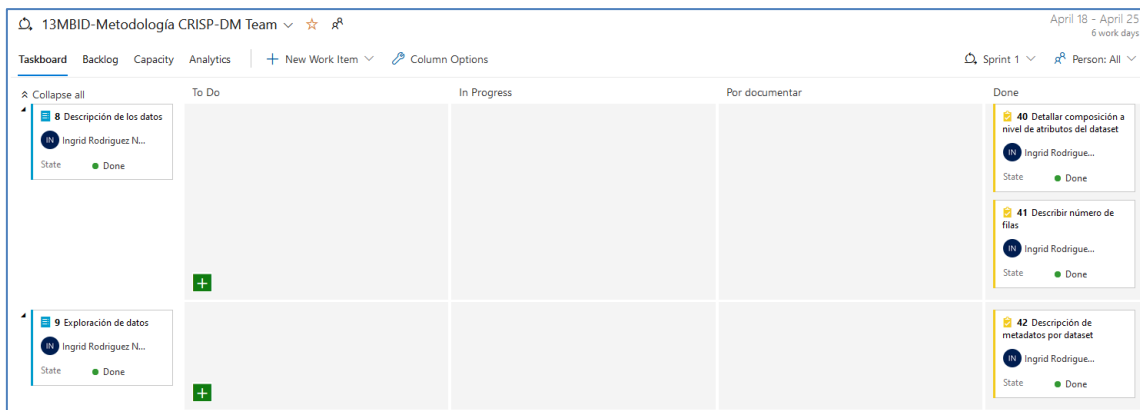 13MBID-Metodología CRISP-DM Team
April 18 - April 25
6 work days
Taskboard Backlog Capacity Analytics New Work Item Column Options Sprint 1 Person: All
Collapse all To Do In Progress Por documentar Done
8 Descripción de los datos
IN Ingrid Rodriguez N...
State Done
40 Detallar composición a
nivel de atributos del dataset
IN Ingrid Rodrigue...
State Done
41 Describir número de
filas
IN Ingrid Rodrigue...
State Done
9 Exploración de datos
IN Ingrid Rodriguez N...
State Done
42 Descripción de
metadatos por dataset
IN Ingrid Rodrigue...
State Done